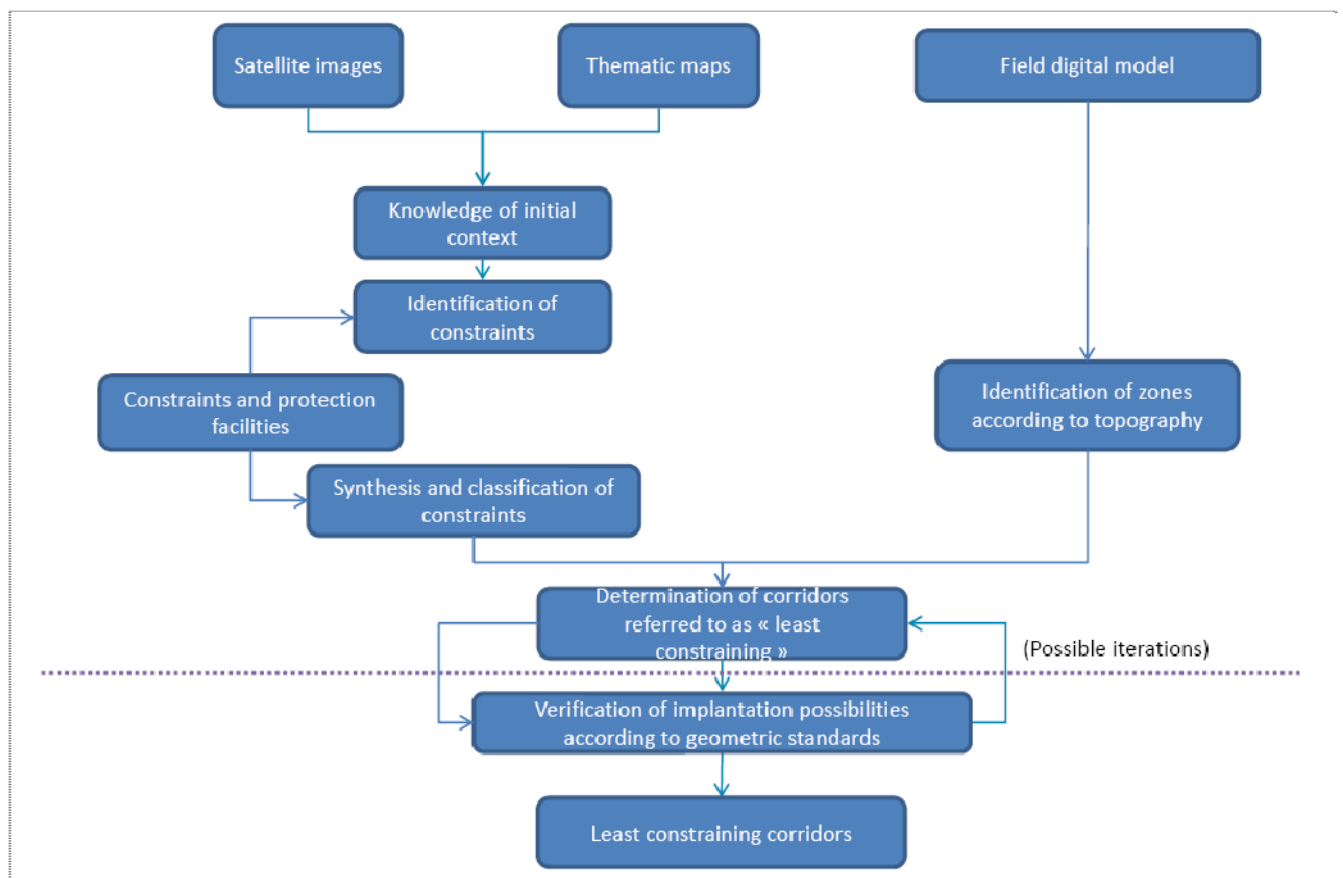 Satellite images
Thematic maps
Field digital model
Knowledge of initial
context
Identification of
constraints
Constraints and protection
facilities
Identification of zones
according to topography
Synthesis and classification of
constraints
Determination of corridors
referred to as « least
constraining »
(Possible iterations)
Verification of implantation possibilities
according to geometric standards
Least constraining corridors